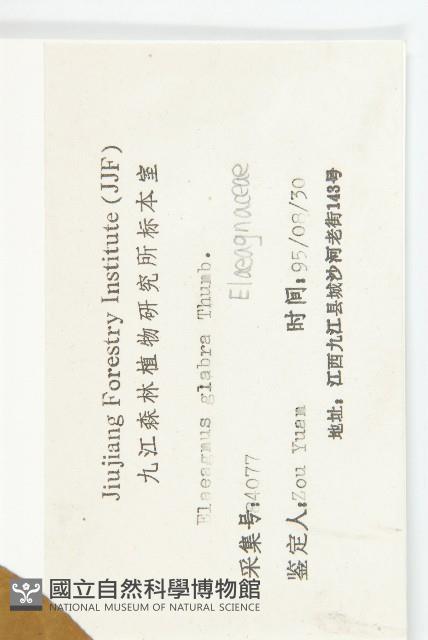 Jiujiang Forestry Institute (JJF)
九江森林植物研究所标本室
Elaeagnus glabra Thunb.
Elaeagnaceae
采集号: 94077
鉴定人: Zou Yuan 时间: 95/08/30
地址: 江西九江县城沙河老街143号
國立自然科學博物館
NATIONAL MUSEUM OF NATURAL SCIENCE